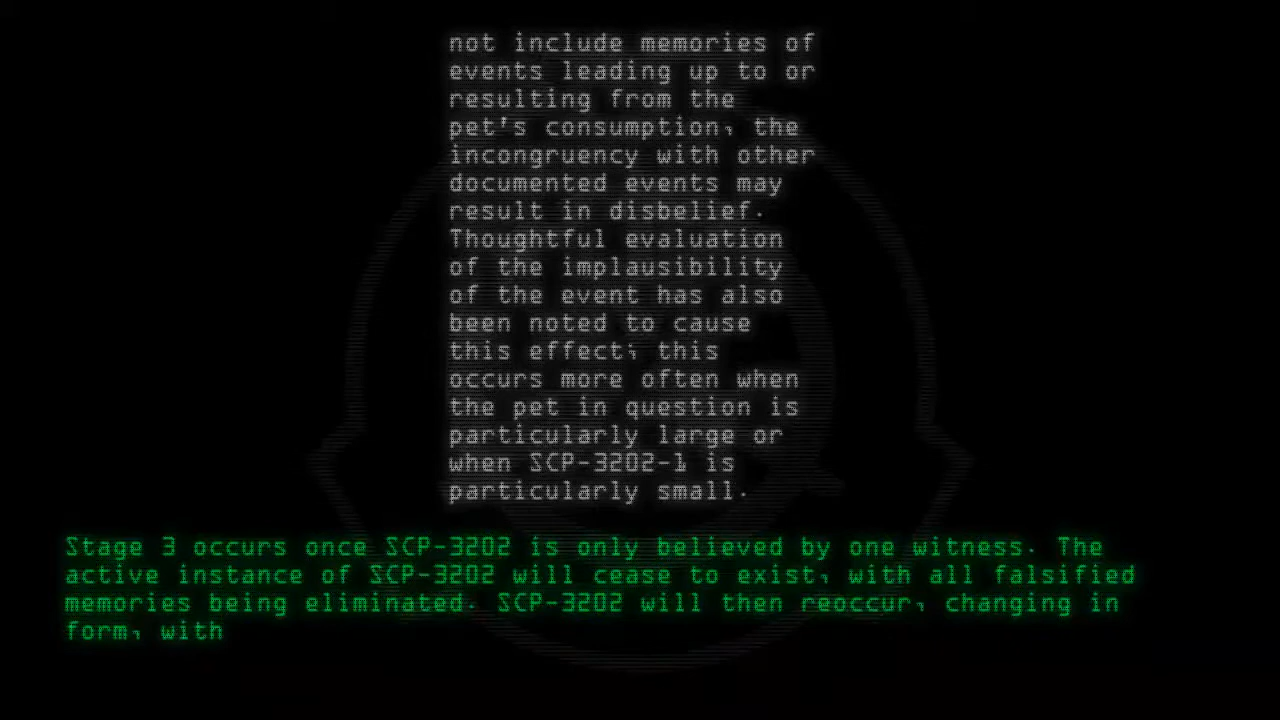 not include memories of
events leading up to or
resulting from the
pet's consumption, the
incongruency with other
documented events may
result in disbelief.
Thoughtful evaluation
of the implausibility
of the event has also
been noted to cause
this effect; this
occurs more often when
the pet in question is
particularly large or
when SCP-3202-1 is
particularly small.
Stage 3 occurs once SCP-3202 is only believed by one witness. The
active instance of SCP-3202 will cease to exist, with all falsified
memories being eliminated. SCP-3202 will then reoccur, changing in
form, with